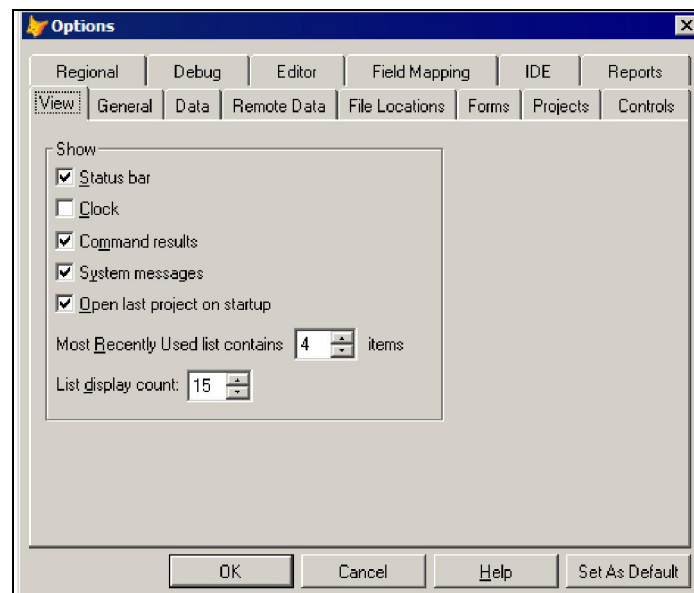 Options
Regional Debug Editor Field Mapping IDE Reports
View General Data Remote Data File Locations Forms Projects Controls
Show
Status bar
Clock
Command results
System messages
Open last project on startup
Most Recently Used list contains 4 items
List display count: 15
OK Cancel Help Set As Default